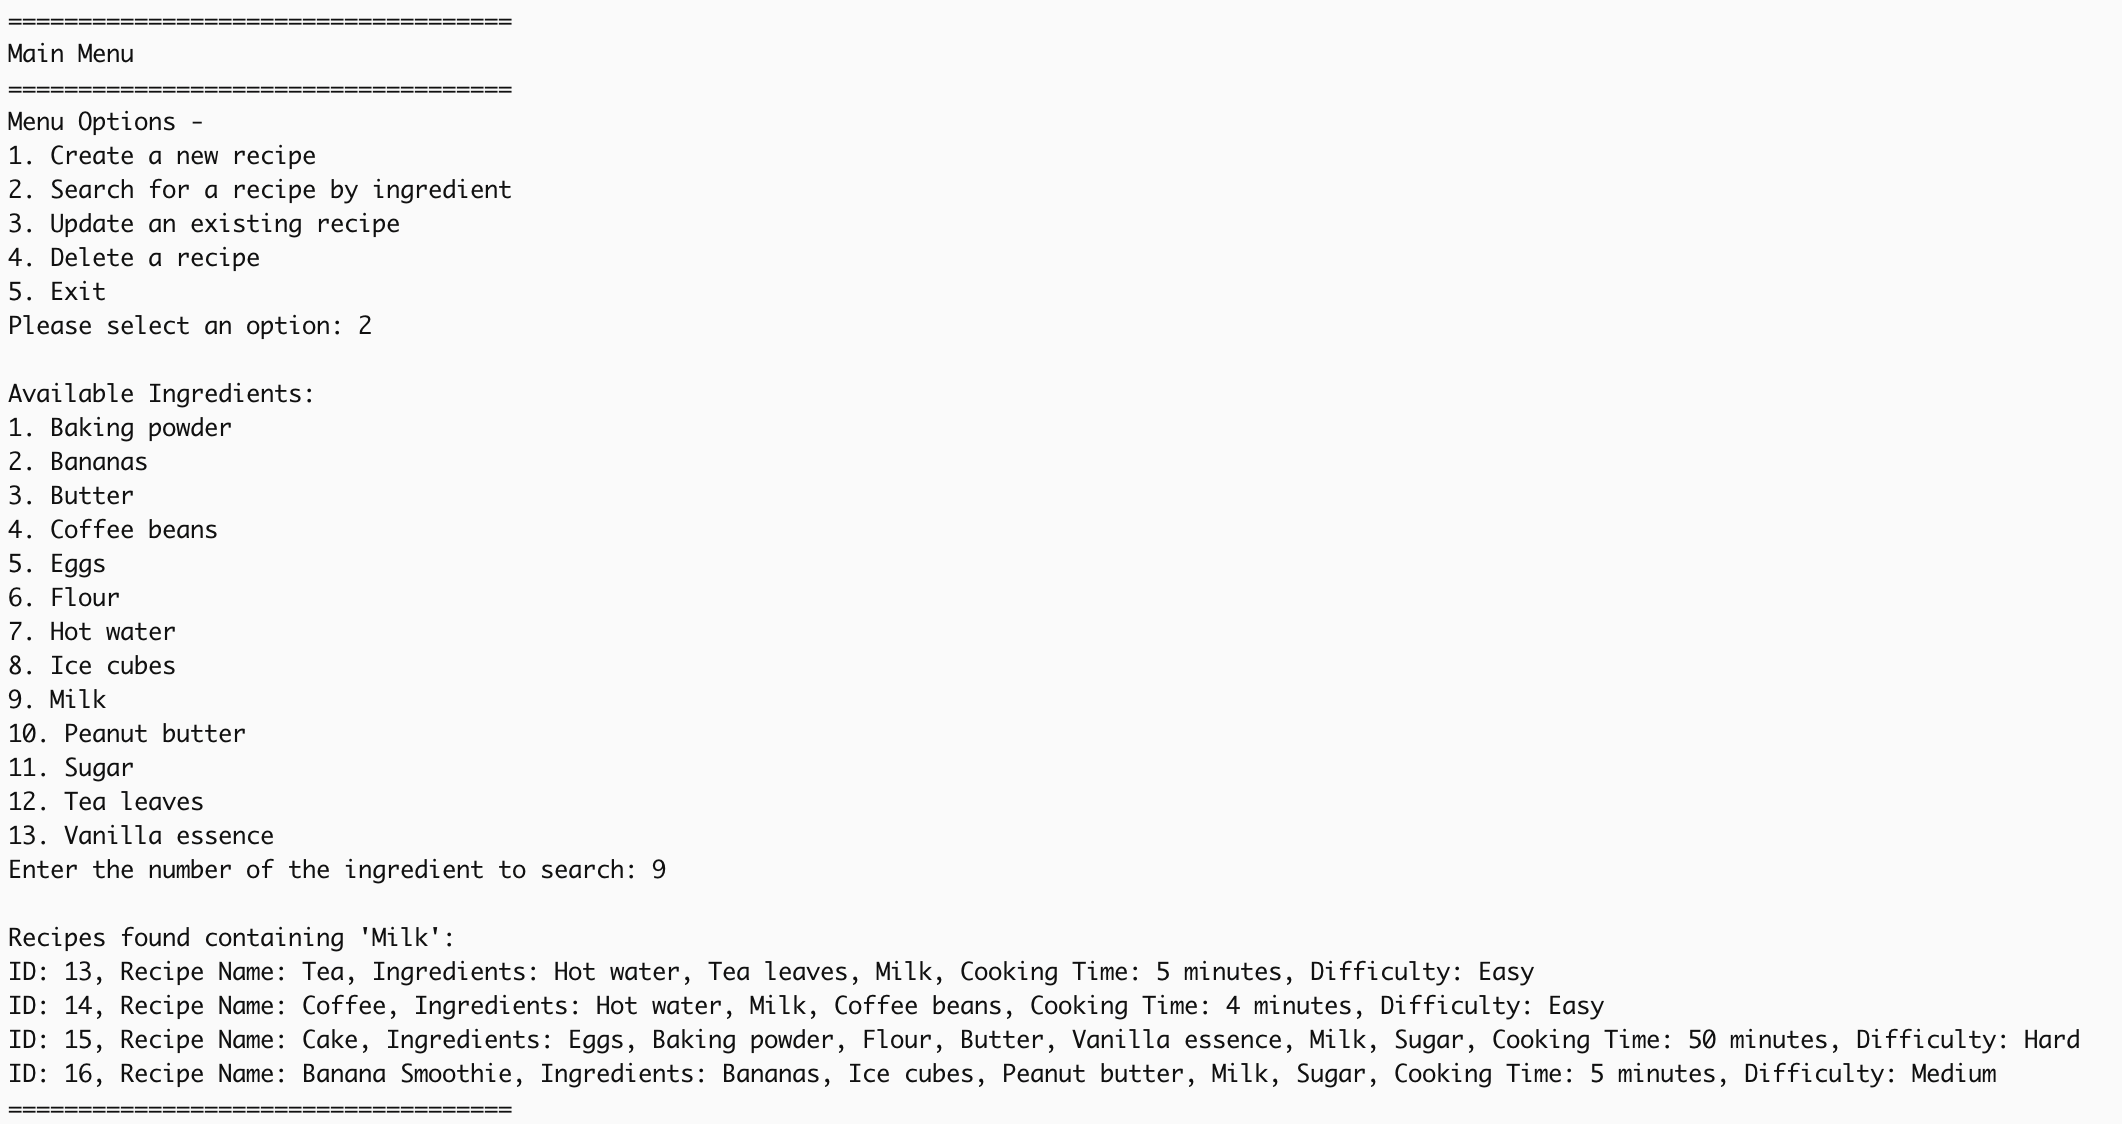 ====================================
Main Menu
====================================
Menu Options -
1. Create a new recipe
2. Search for a recipe by ingredient
3. Update an existing recipe
4. Delete a recipe
5. Exit
Please select an option: 2
Available Ingredients:
1. Baking powder
2. Bananas
3. Butter
4. Coffee beans
5. Eggs
6. Flour
7. Hot water
8. Ice cubes
9. Milk
10. Peanut butter
11. Sugar
12. Tea leaves
13. Vanilla essence
Enter the number of the ingredient to search: 9
Recipes found containing 'Milk':
ID: 13, Recipe Name: Tea, Ingredients: Hot water, Tea leaves, Milk, Cooking Time: 5 minutes, Difficulty: Easy
ID: 14, Recipe Name: Coffee, Ingredients: Hot water, Milk, Coffee beans, Cooking Time: 4 minutes, Difficulty: Easy
ID: 15, Recipe Name: Cake, Ingredients: Eggs, Baking powder, Flour, Butter, Vanilla essence, Milk, Sugar, Cooking Time: 50 minutes, Difficulty: Hard
ID: 16, Recipe Name: Banana Smoothie, Ingredients: Bananas, Ice cubes, Peanut butter, Milk, Sugar, Cooking Time: 5 minutes, Difficulty: Medium
====================================